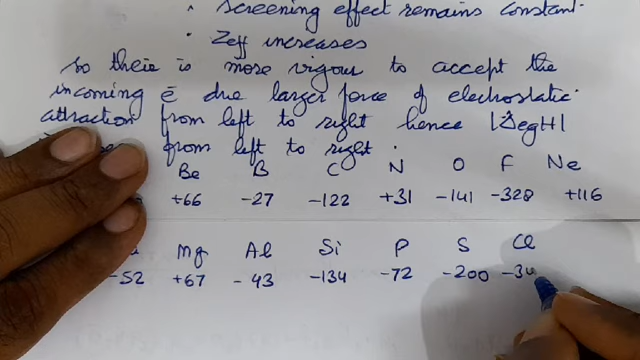 · Screening effect remains constant.
· Zeff increases
So there is more vigour to accept the
incoming ē due larger force of electrostatic
attraction from left to right hence |ΔegH|
from left to right.
Be B C N O F Ne
+66 -27 -122 +31 -141 -328 +116
Mg Al Si P S Cl
-52 +67 -43 -134 -72 -200 -34